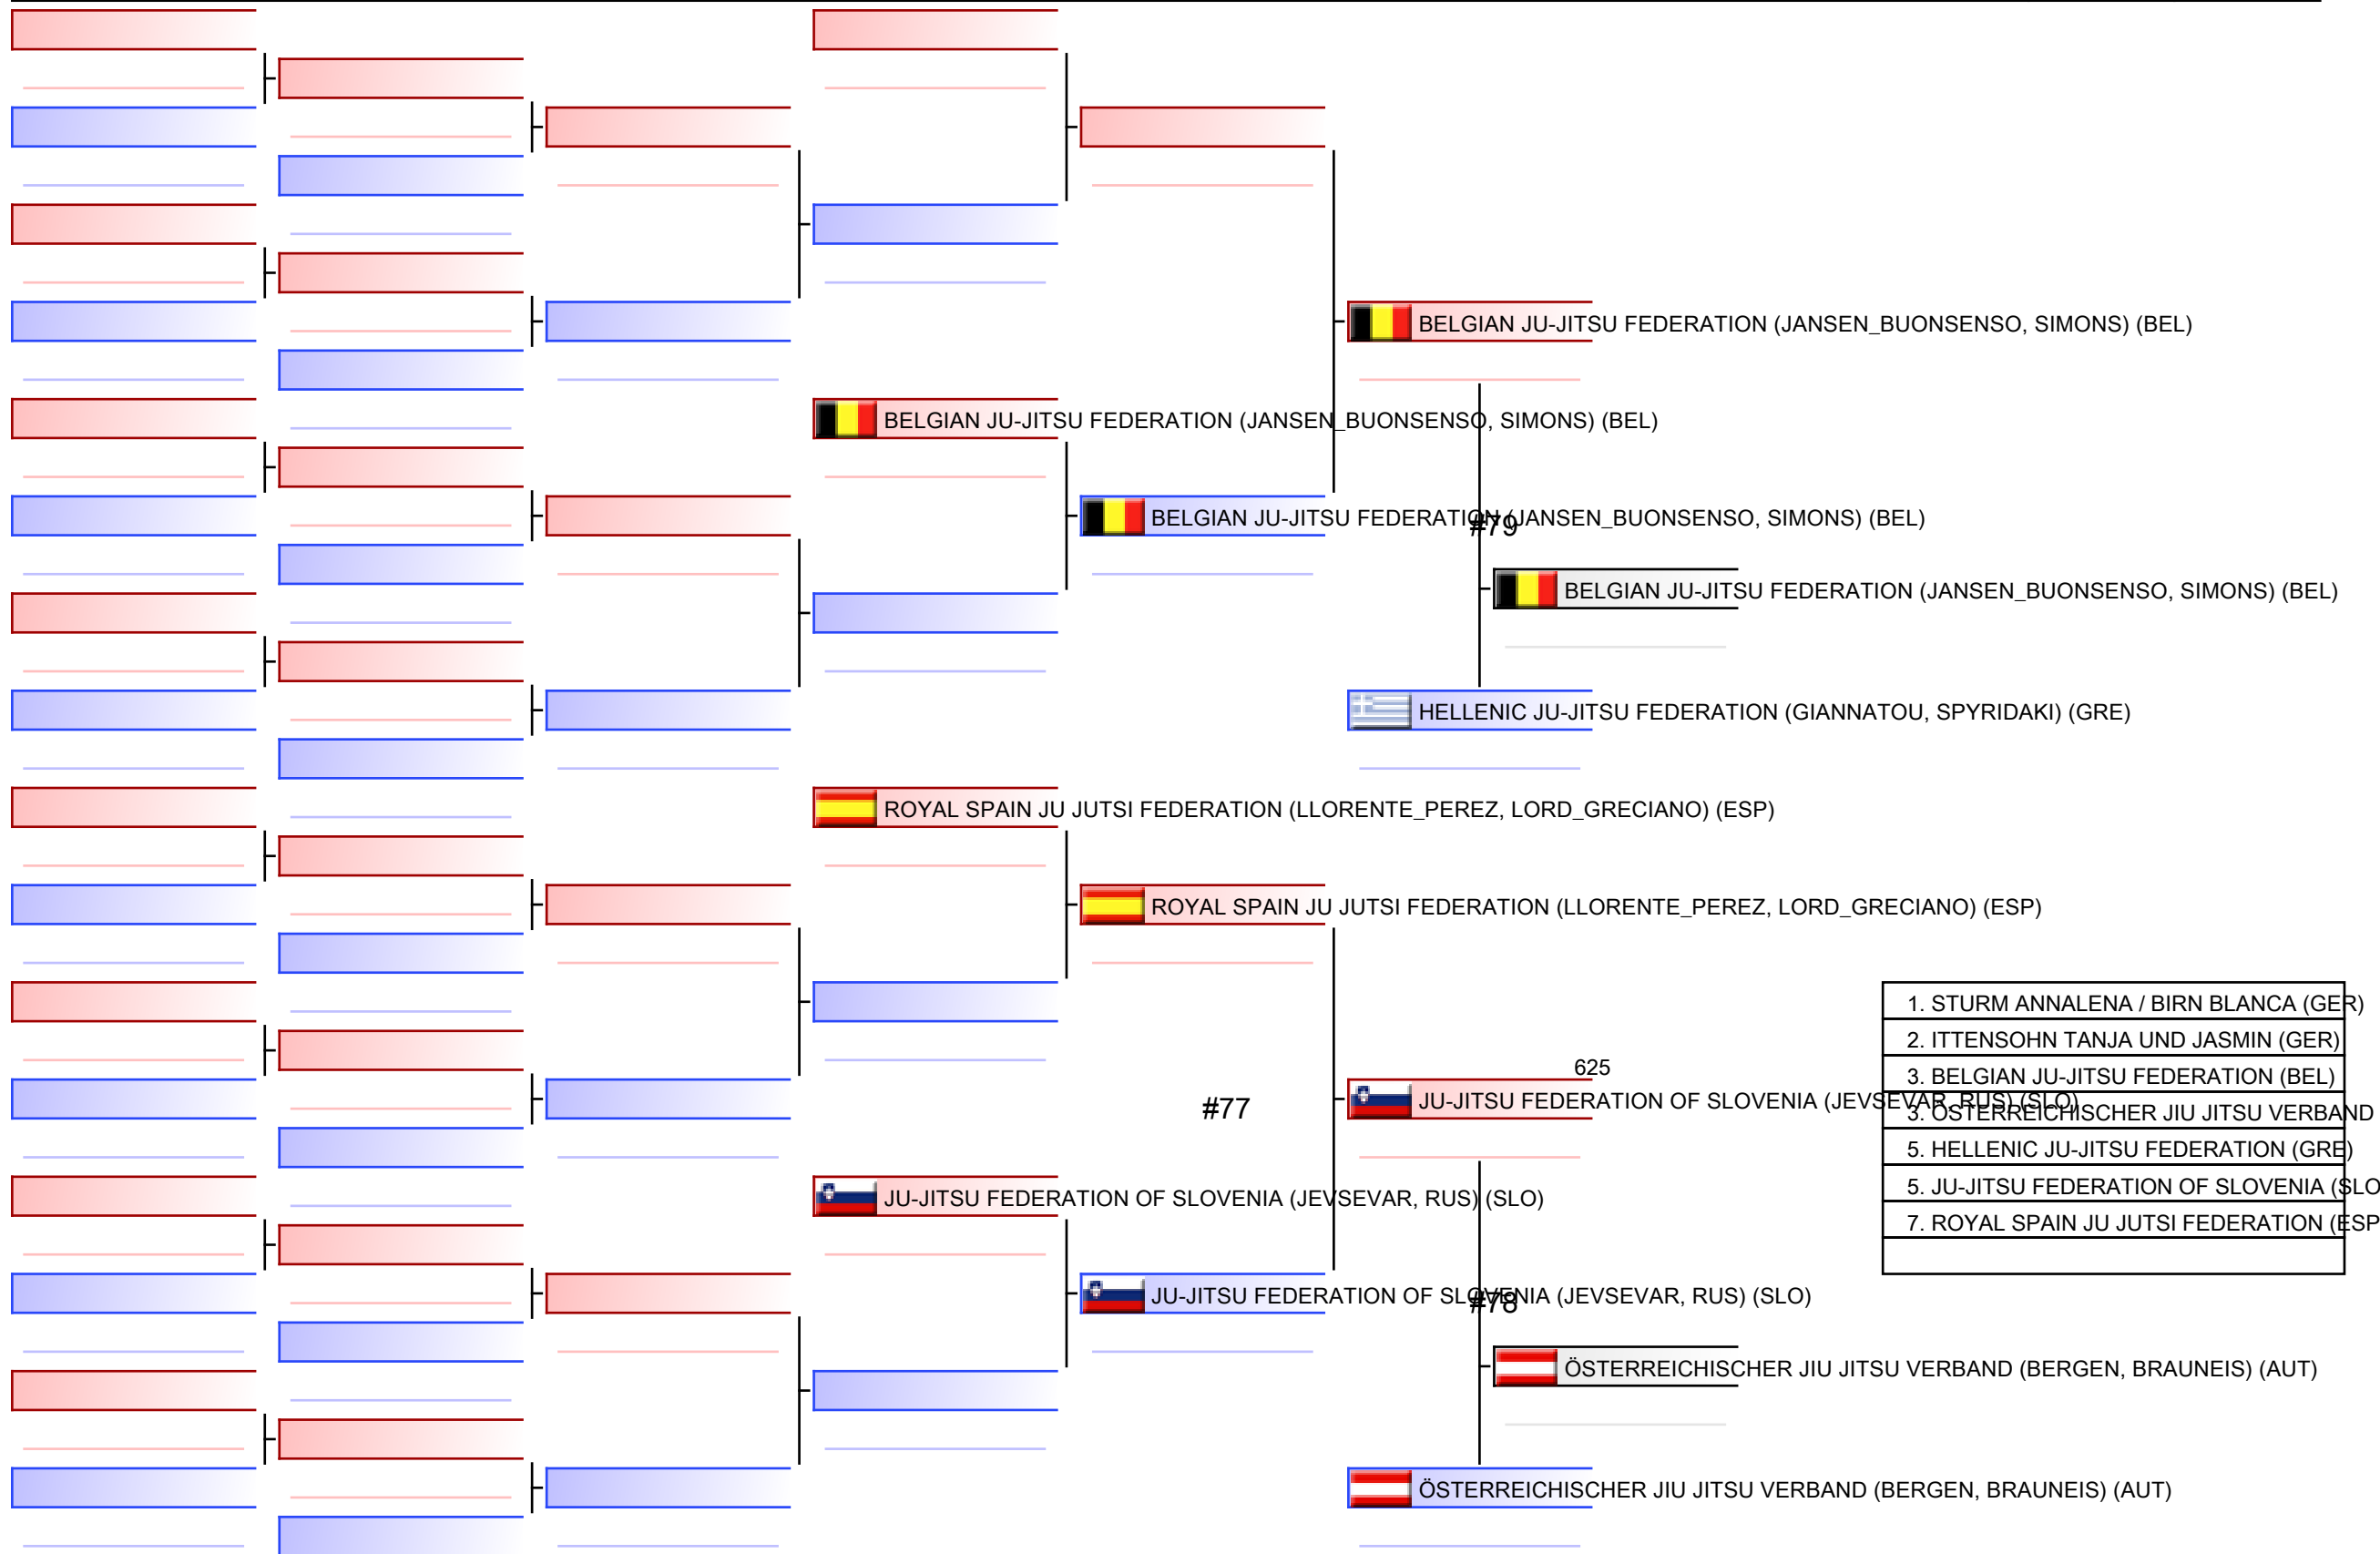 BELGIAN JU-JITSU FEDERATION (JANSEN_BUONSENSO, SIMONS) (BEL)
BELGIAN JU-JITSU FEDERATION (JANSEN_BUONSENSO, SIMONS) (BEL)
BELGIAN JU-JITSU FEDERATION (JANSEN_BUONSENSO, SIMONS) (BEL)
#79
BELGIAN JU-JITSU FEDERATION (JANSEN_BUONSENSO, SIMONS) (BEL)
HELLENIC JU-JITSU FEDERATION (GIANNATOU, SPYRIDAKI) (GRE)
ROYAL SPAIN JU JUTSI FEDERATION (LLORENTE_PEREZ, LORD_GRECIANO) (ESP)
ROYAL SPAIN JU JUTSI FEDERATION (LLORENTE_PEREZ, LORD_GRECIANO) (ESP)
1. STURM ANNALENA / BIRN BLANCA (GER)
2. ITTENSOHN TANJA UND JASMIN (GER)
625
3. BELGIAN JU-JITSU FEDERATION (BEL)
#77
JU-JITSU FEDERATION OF SLOVENIA (JEVSEVAR, RUS) (SLO)
3. ÖSTERREICHISCHER JIU JITSU VERBAND
5. HELLENIC JU-JITSU FEDERATION (GRE)
JU-JITSU FEDERATION OF SLOVENIA (JEVSEVAR, RUS) (SLO)
5. JU-JITSU FEDERATION OF SLOVENIA (SLO
7. ROYAL SPAIN JU JUTSI FEDERATION (ESP
JU-JITSU FEDERATION OF SLOVENIA (JEVSEVAR, RUS) (SLO)
#78
ÖSTERREICHISCHER JIU JITSU VERBAND (BERGEN, BRAUNEIS) (AUT)
ÖSTERREICHISCHER JIU JITSU VERBAND (BERGEN, BRAUNEIS) (AUT)